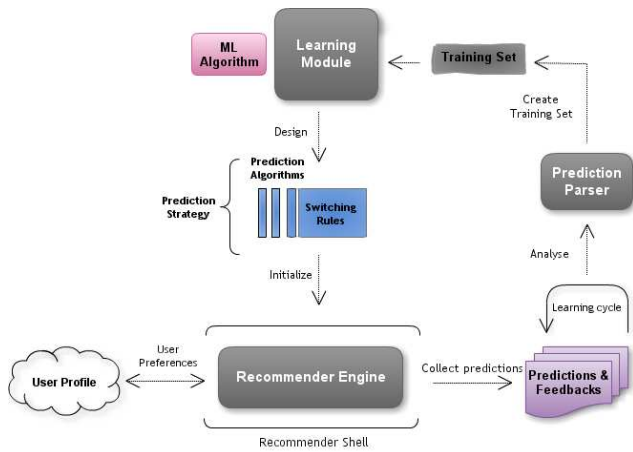 ML
Algorithm
Learning
Module
Training Set
Create
Training Set
Design
Prediction
Algorithms
Prediction
Strategy
Switching
Rules
Prediction
Parser
Initialize
Analyse
Learning cycle
User Profile
User
Preferences
Recommender Engine
Collect predictions
Predictions &
Feedbacks
Recommender Shell